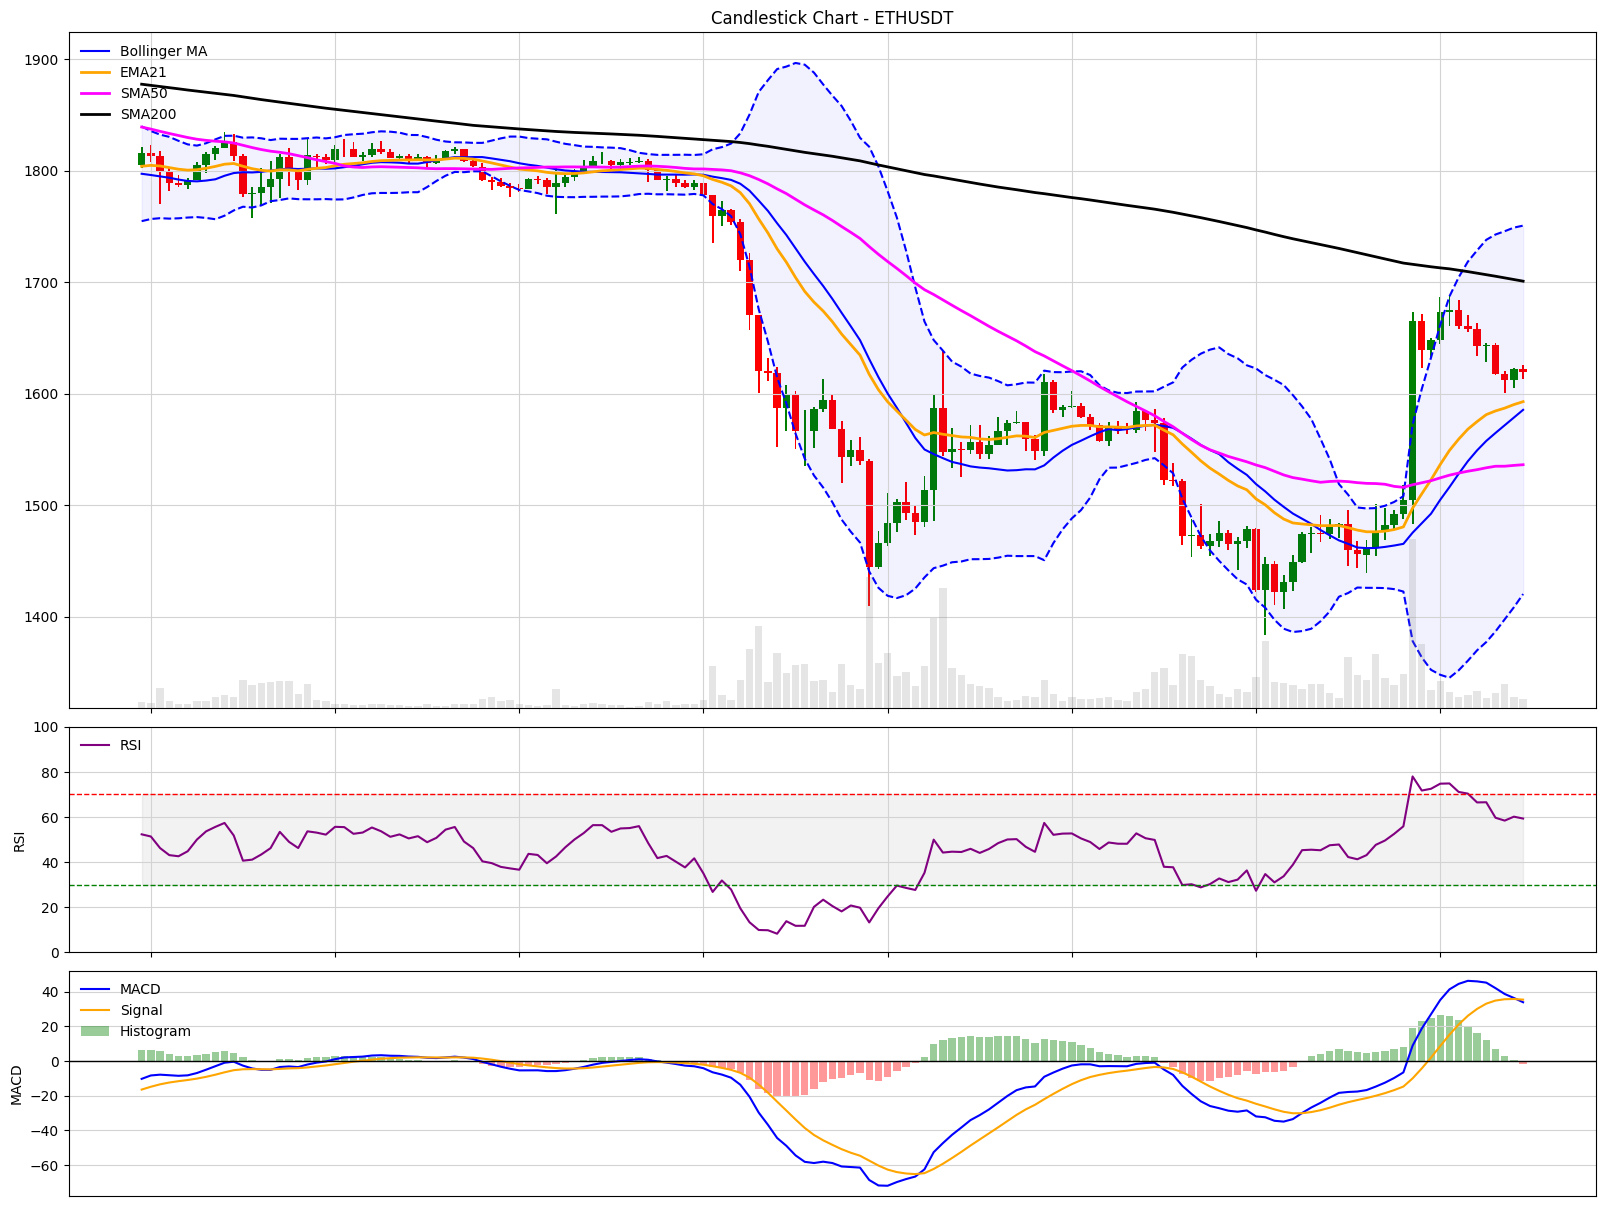 Candlestick Chart - ETHUSDT
Bollinger MA
EMA21
SMA50
SMA200
1900
1800
1700
1600
1500
1400
RSI
100
80
60
40
20
0
RSI
MACD
Signal
Histogram
40
20
0
−20
−40
−60
MACD